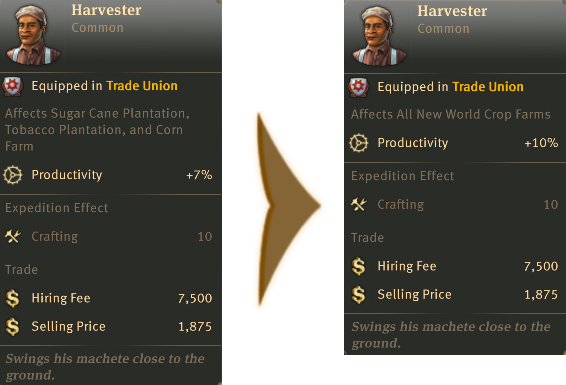 Harvester
Common
Equipped in Trade Union
Affects Sugar Cane Plantation,
Tobacco Plantation, and Corn
Farm
Productivity +7%
Expedition Effect
Crafting 10
Trade
Hiring Fee 7,500
Selling Price 1,875
Swings his machete close to the
ground.
Harvester
Common
Equipped in Trade Union
Affects All New World Crop Farms
Productivity +10%
Expedition Effect
Crafting 10
Trade
Hiring Fee 7,500
Selling Price 1,875
Swings his machete close to the
ground.